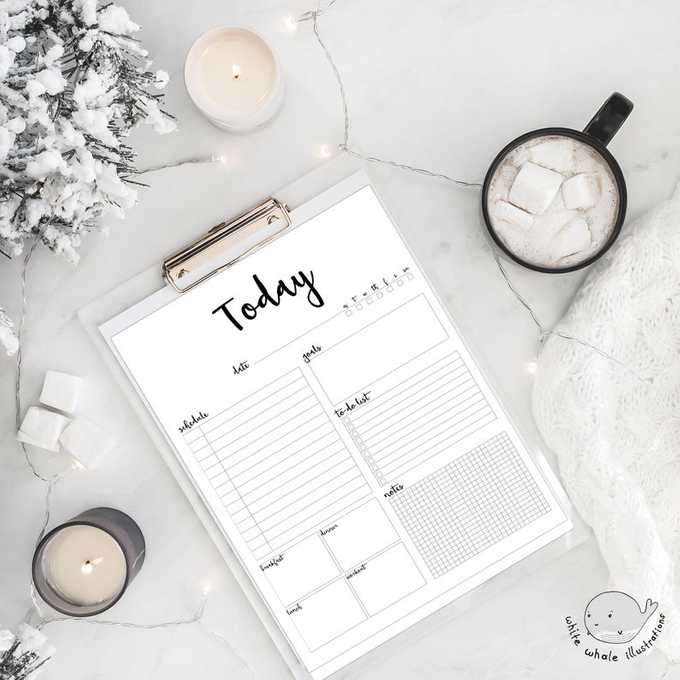 Today
m t w th f s su
date
goals
schedule
to-do list
notes
breakfast
dinner
lunch
workout
white whale illustrations